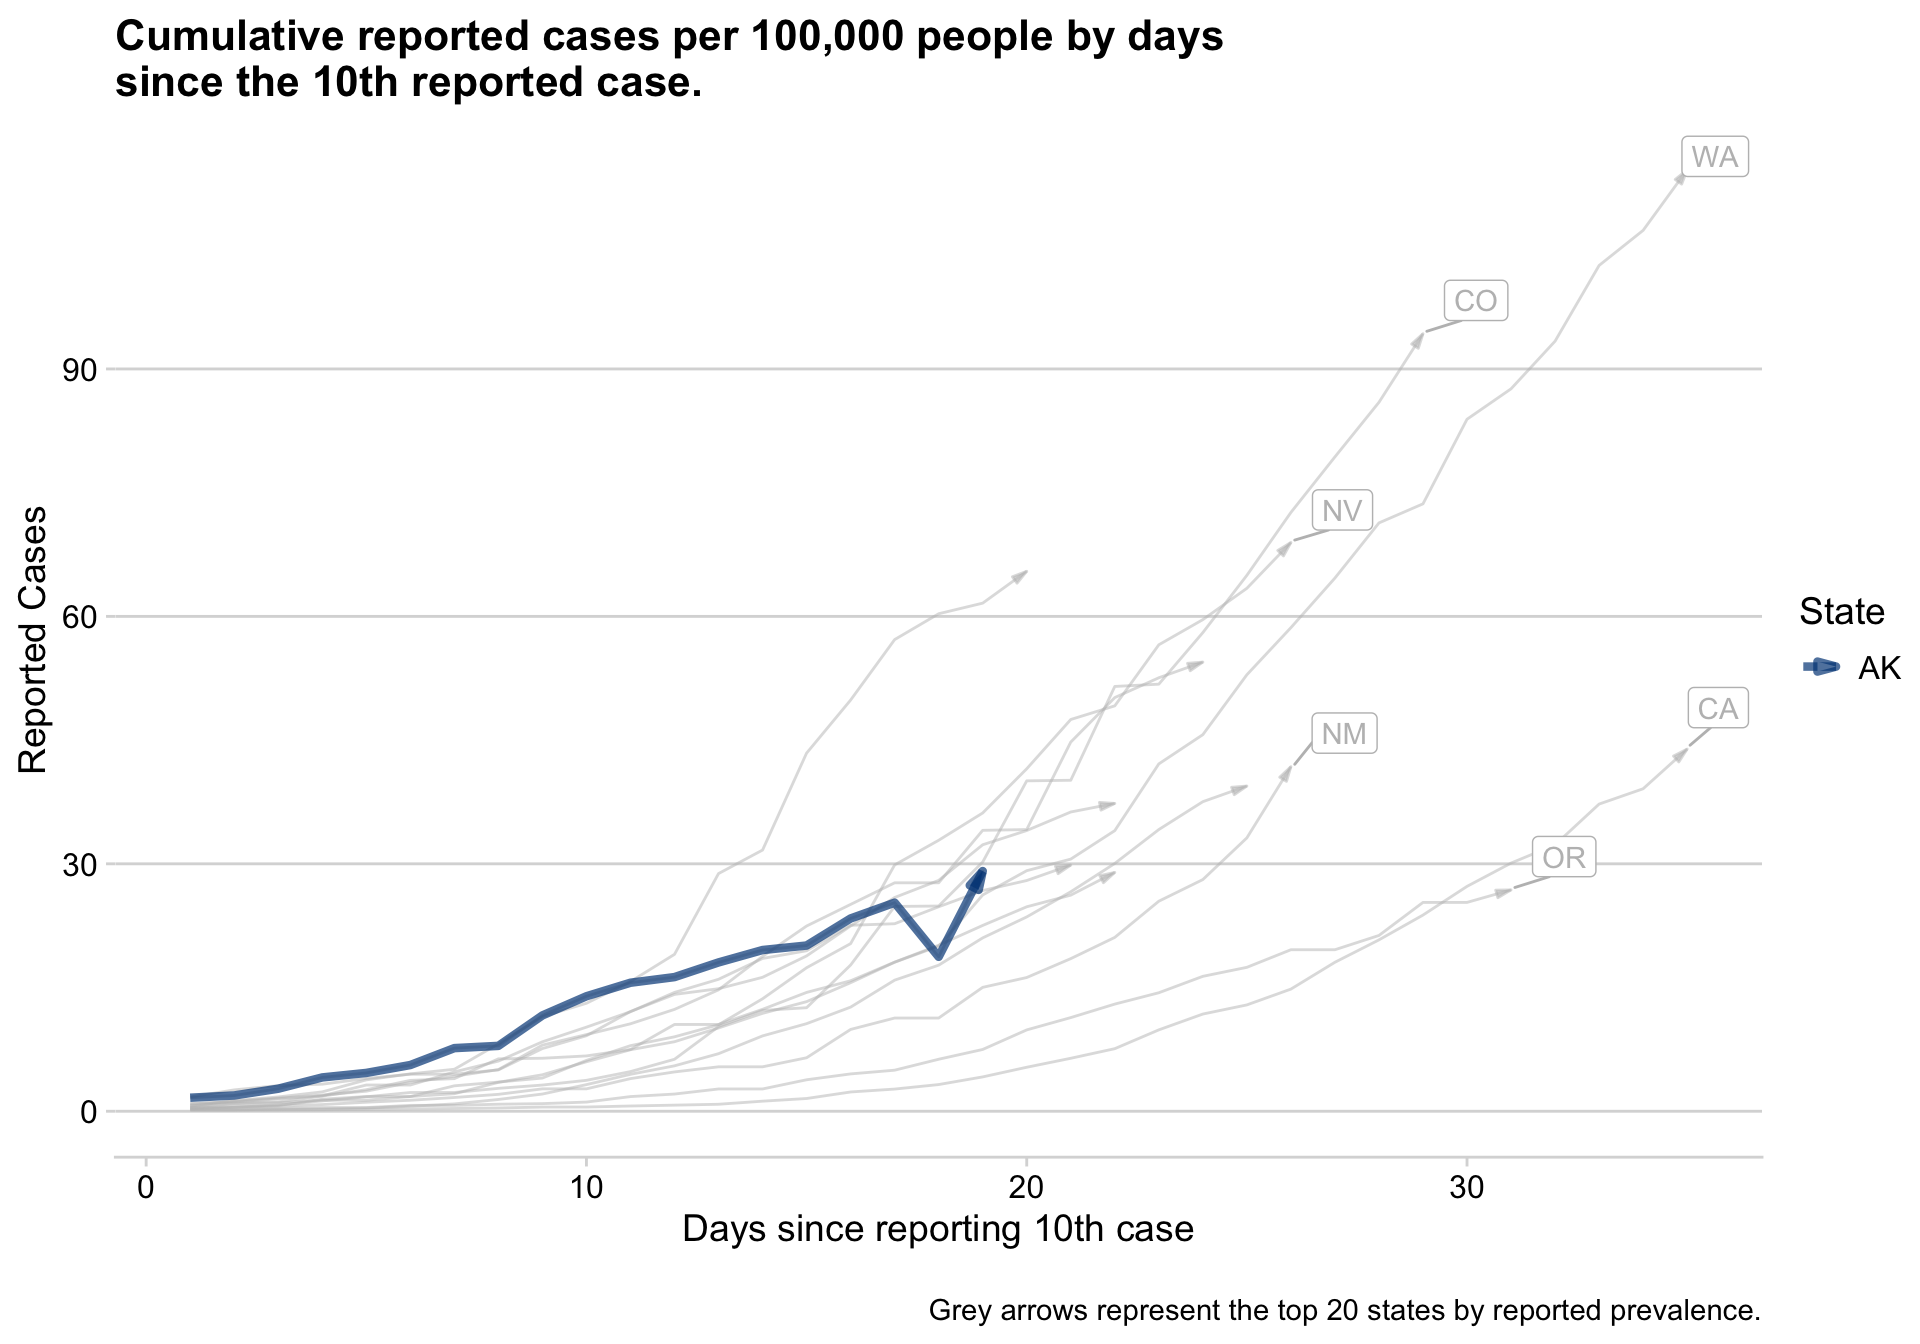 Cumulative reported cases per 100,000 people by days
since the 10th reported case.
WA
CO
90
NV
60
Reported Cases
State
AK
CA
NM
OR
30
0
0
10
20
30
Days since reporting 10th case
Grey arrows represent the top 20 states by reported prevalence.